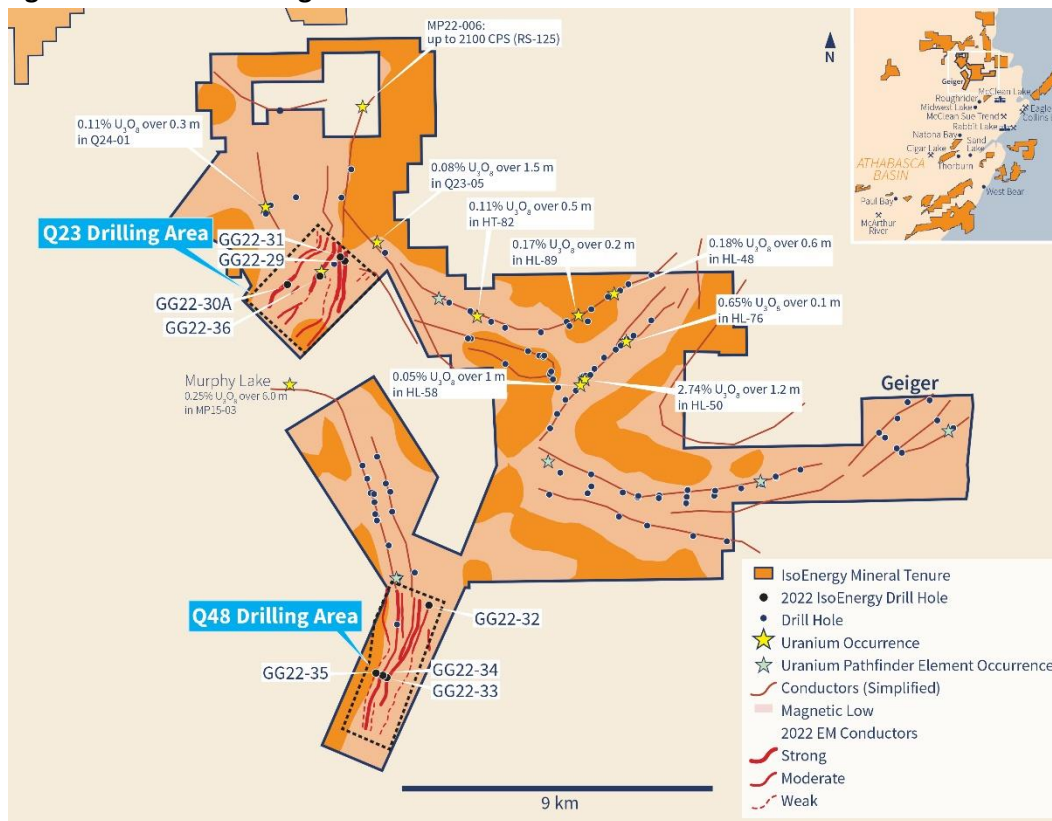 MP22-006:
up to 2100 CPS (RS-125)
N
0.11% U₃O₈ over 0.3 m
in Q24-01
0.08% U₃O₈ over 1.5 m
in Q23-05
0.11% U₃O₈ over 0.5 m
in HT-82
0.17% U₃O₈ over 0.2 m
in HL-89
0.18% U₃O₈ over 0.6 m
in HL-48
0.65% U₃O₈ over 0.1 m
in HL-76
Q23 Drilling Area
GG22-31
GG22-29
GG22-30A
GG22-36
Murphy Lake
0.25% U₃O₈ over 6.0 m
in MP15-03
0.05% U₃O₈ over 1 m
in HL-58
2.74% U₃O₈ over 1.2 m
in HL-50
Geiger
Q48 Drilling Area
GG22-32
GG22-35
GG22-34
GG22-33
9 km
Geiger
McClean Lake
Roughrider
Midwest Lake
McClean Sue Trend
Eagle
Collins
Rabbit Lake
Natona Bay
Sand
Lake
Cigar Lake
Thorburn
ATHABASCA
BASIN
West Bear
Paul Bay
McArthur
River
IsoEnergy Mineral Tenure
2022 IsoEnergy Drill Hole
Drill Hole
Uranium Occurrence
Uranium Pathfinder Element Occurrence
Conductors (Simplified)
Magnetic Low
2022 EM Conductors
Strong
Moderate
Weak